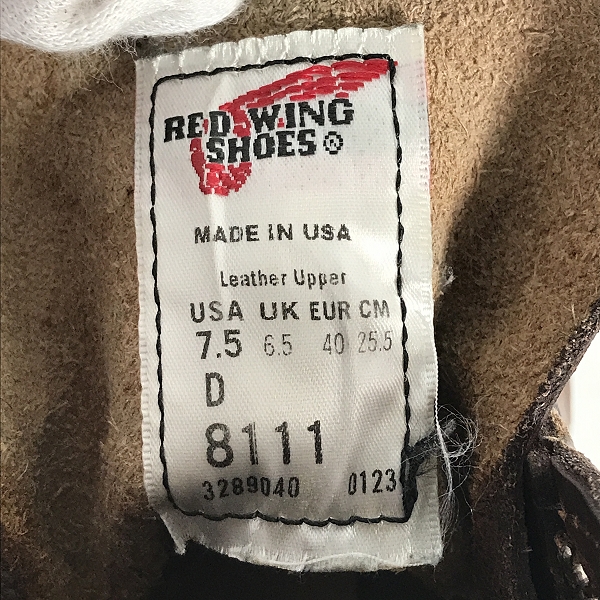 RED WING
SHOES ®
MADE IN USA
Leather Upper
USA UK EUR CM
7.5 6.5 40 25.5
D
8111
3289040 0123